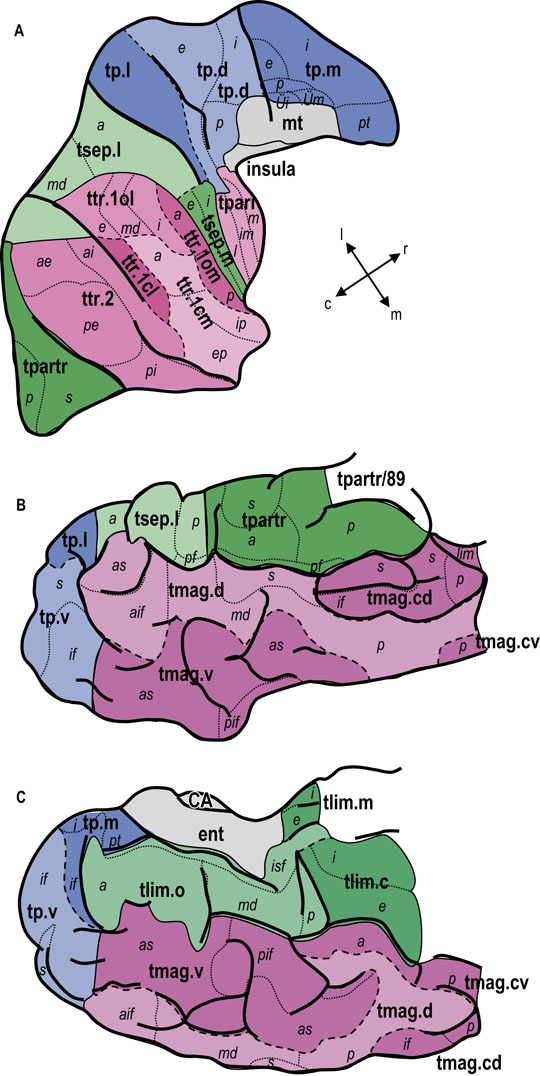 A
e
i
i
tp.l
tp.d
e
tp.m
tp.d
p
Ui
Um
p
mt
pt
a
tsep.l
insula
md
ttr.1ol
e
i
tparI
l
r
a
tsep.m
m
im
i
e
md
i
ttr.1om
c
m
ae
ai
ttr.1cl
a
ttr.1cm
p
ttr.2
ip
pe
ep
tpartr
pi
p
s
B
tpartr/89
a
tsep.l
p
s
tpartr
p
a
tp.l
as
pf
pf
s
lim
s
tmag.d
s
s
p
tp.v
aif
md
if
tmag.cd
as
p
tmag.cv
if
tmag.v
p
as
pif
C
CA
i
tlim.m
i
tp.m
ent
e
pt
isf
i
if
if
a
tlim.o
tlim.c
md
p
e
tp.v
as
a
pif
s
tmag.v
p
tmag.cv
tmag.d
aif
as
p
if
md
s
p
tmag.cd